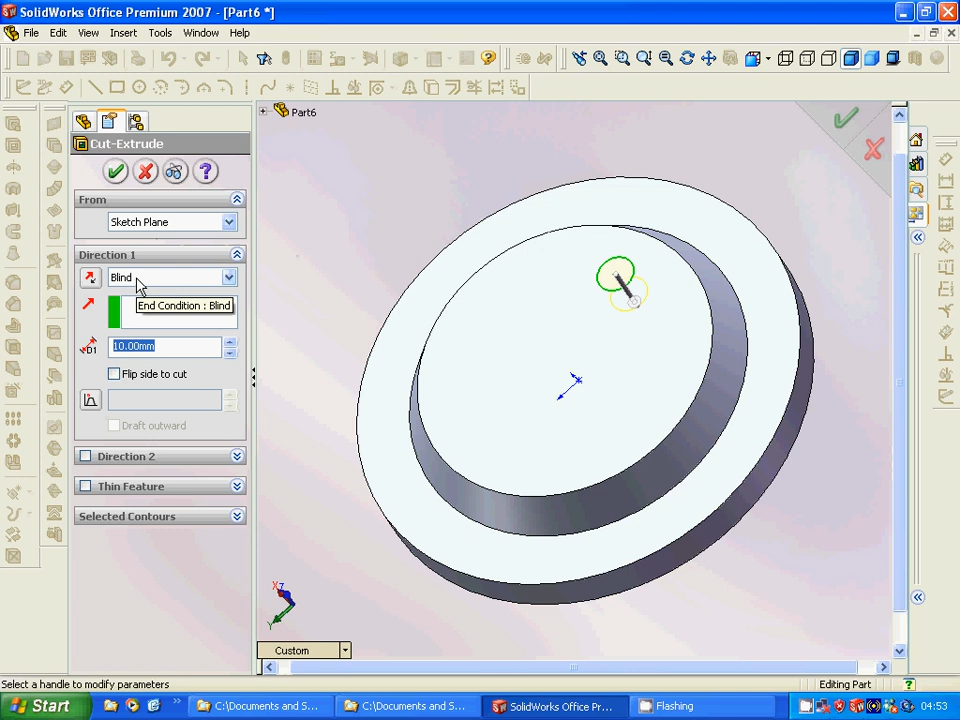 SolidWorks Office Premium 2007 - [Part6 *]
File Edit View Insert Tools Window Help
Part6
Cut-Extrude
From
Sketch Plane
Direction 1
Blind
End Condition : Blind
D1
10.00mm
Flip side to cut
Draft outward
Direction 2
Thin Feature
Selected Contours
X Z
Y
Custom
Select a handle to modify parameters
Editing Part
Start
C:\Documents and S...
C:\Documents and S...
SolidWorks Office Pr...
Flashing
04:53